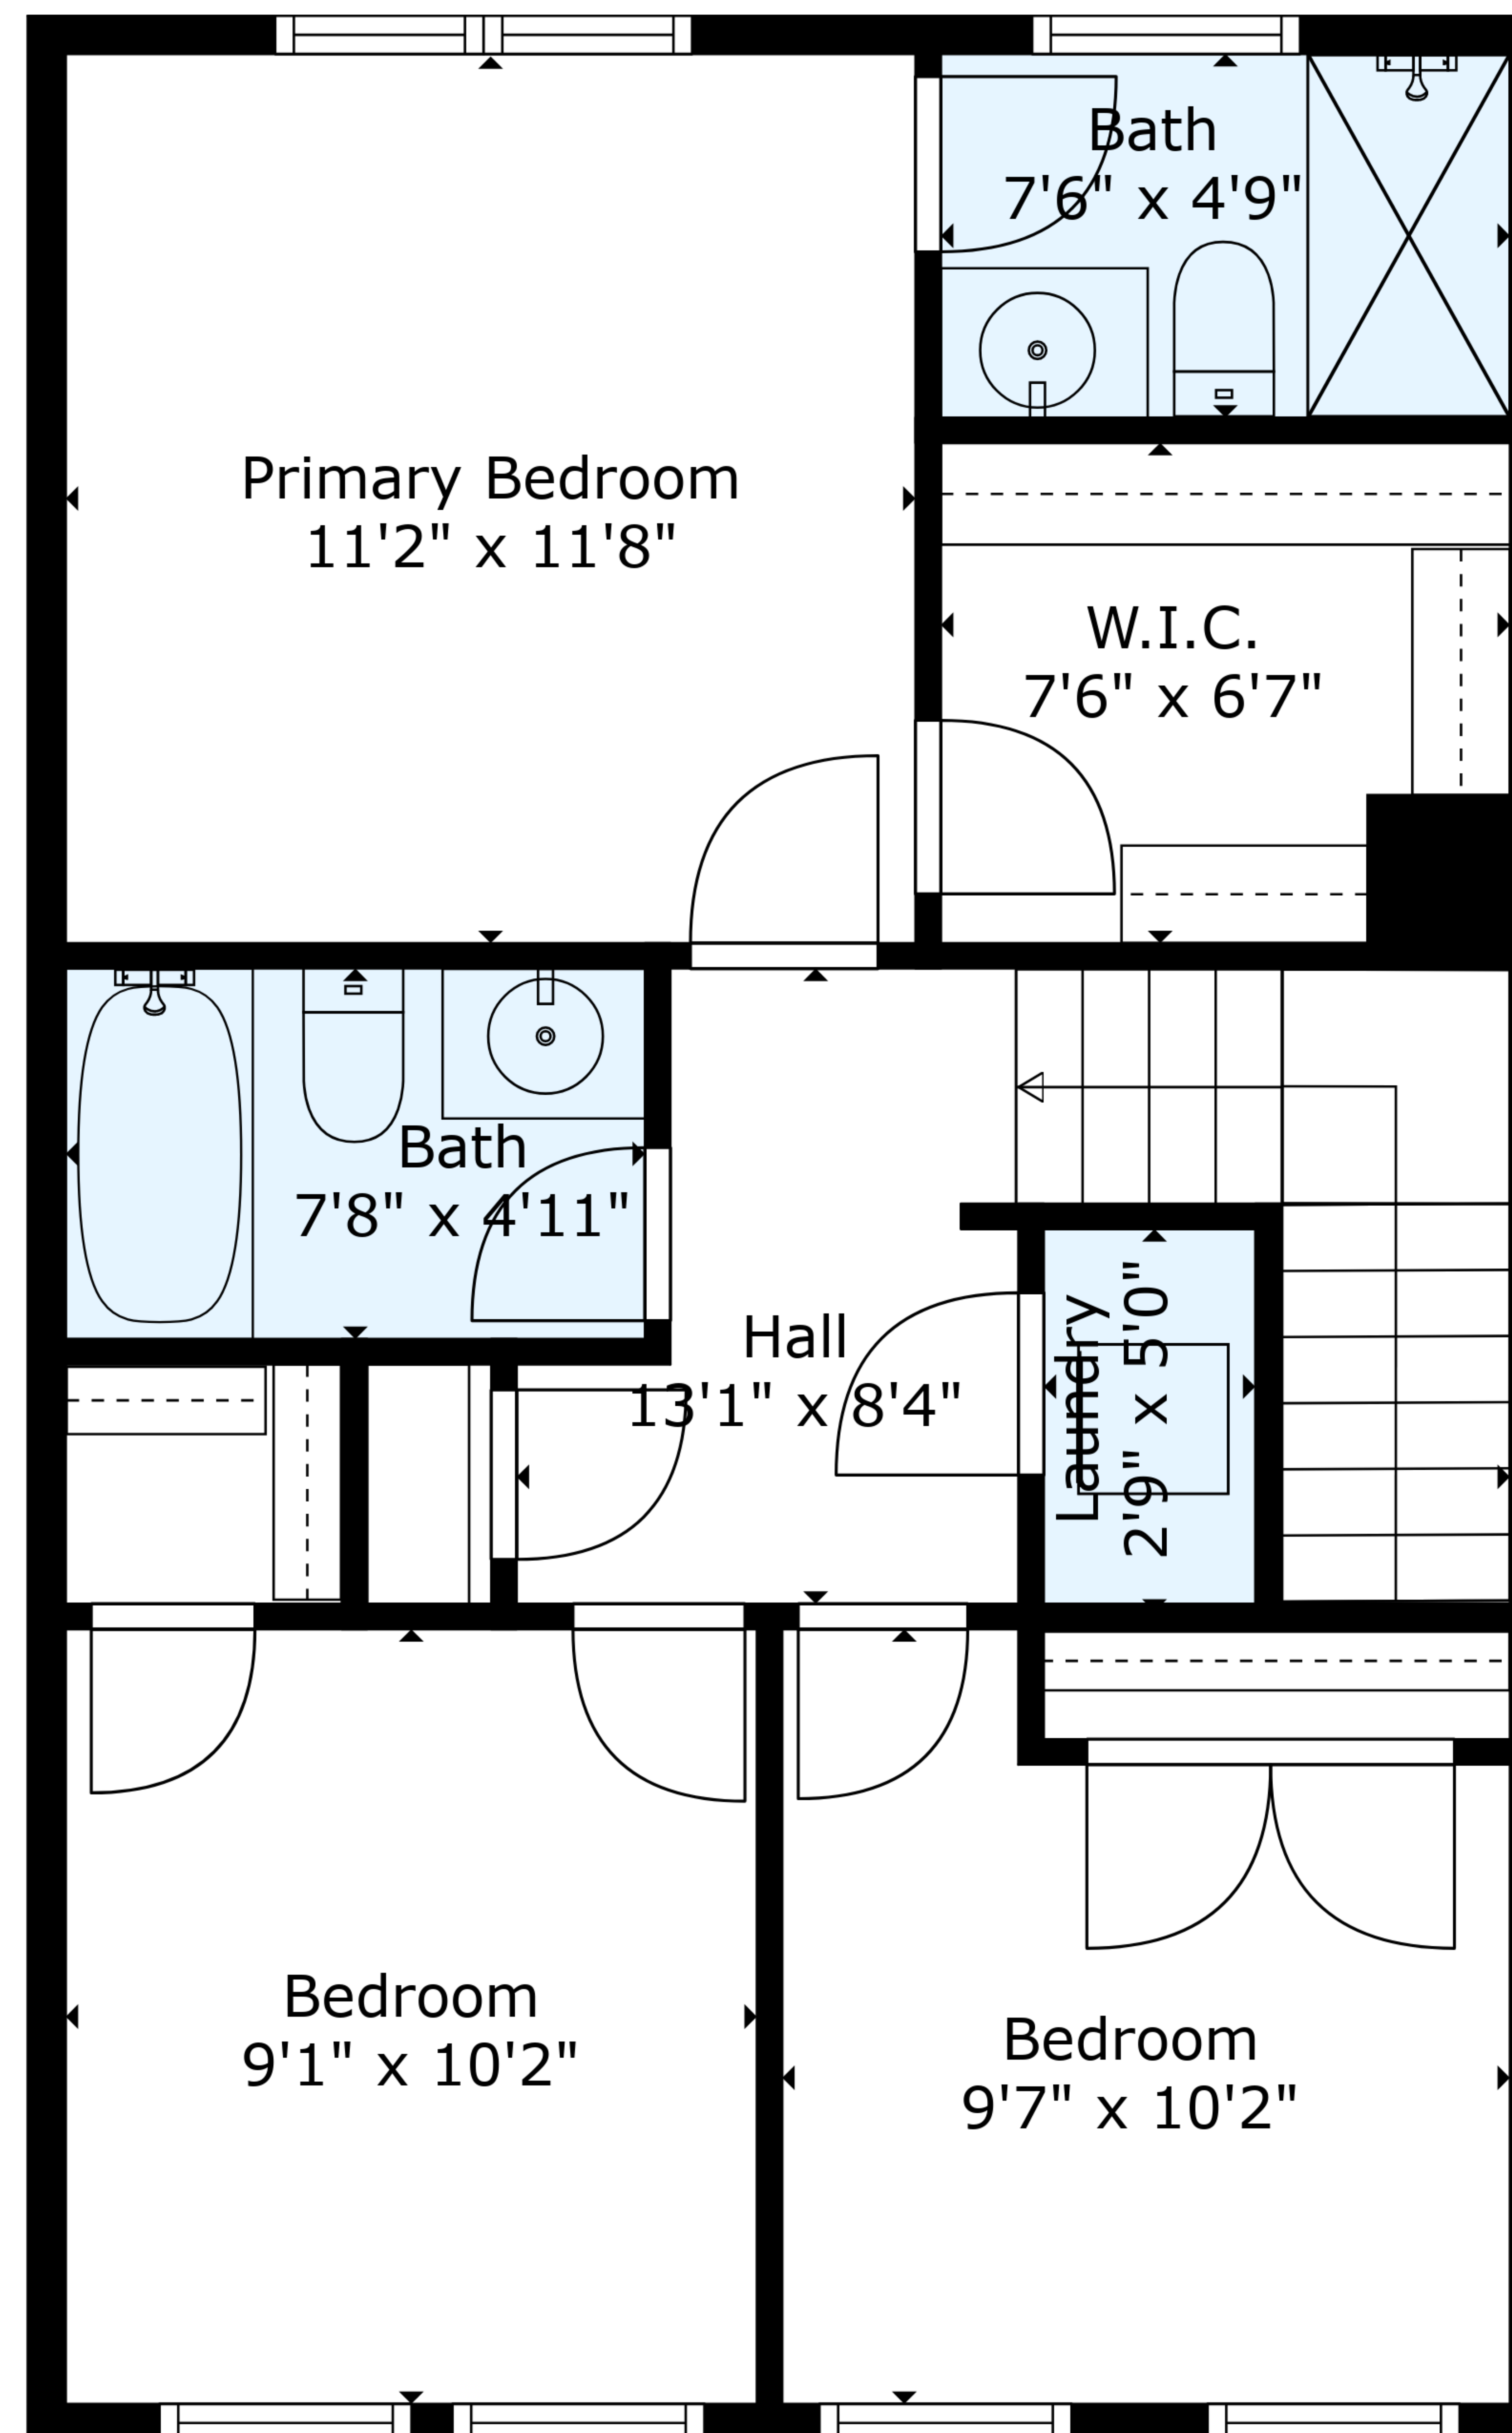 Bath
7'6" x 4'9"
Primary Bedroom
11'2" x 11'8"
W.I.C.
7'6" x 6'7"
Bath
7'8" x 4'11"
Hall
13'1" x 8'4"
Laundry
2'9" x 5'0"
Bedroom
9'1" x 10'2"
Bedroom
9'7" x 10'2"